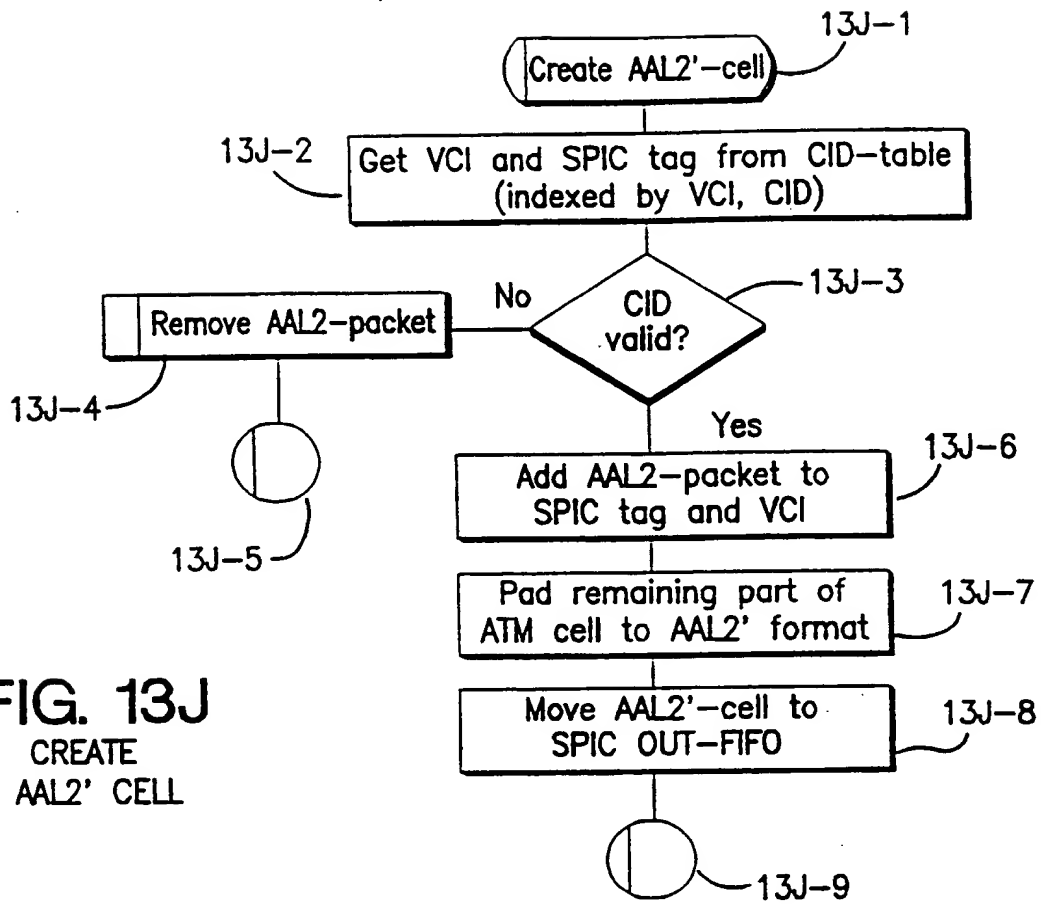 13J-1
Create AAL2'-cell
13J-2
Get VCI and SPIC tag from CID-table
(indexed by VCI, CID)
13J-3
No
CID
valid?
Remove AAL2-packet
13J-4
Yes
13J-5
13J-6
Add AAL2-packet to
SPIC tag and VCI
13J-7
Pad remaining part of
ATM cell to AAL2' format
13J-8
Move AAL2'-cell to
SPIC OUT-FIFO
13J-9
FIG. 13J
CREATE
AAL2' CELL